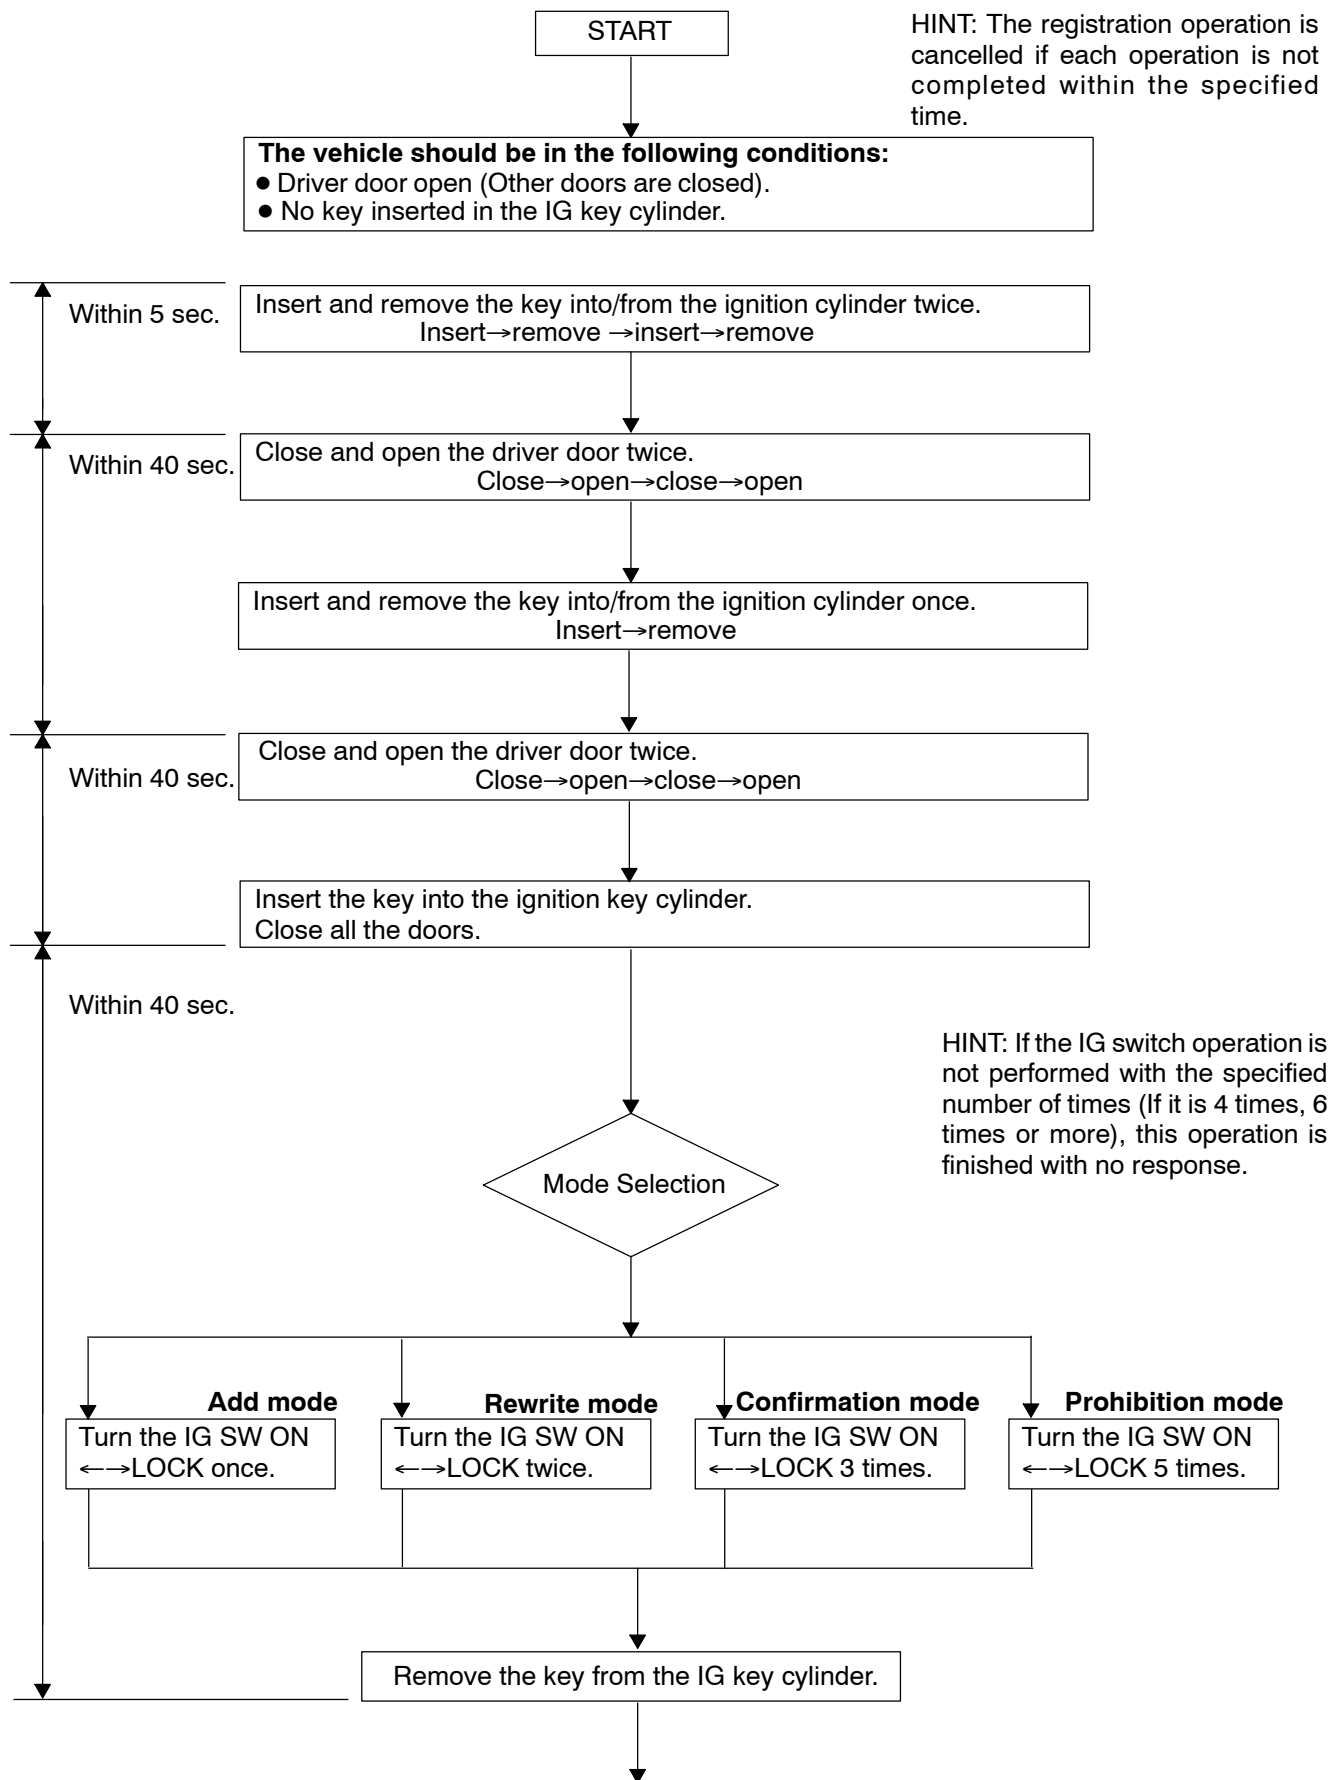 START
HINT: The registration operation is
cancelled if each operation is not
completed within the specified
time.
The vehicle should be in the following conditions:
● Driver door open (Other doors are closed).
● No key inserted in the IG key cylinder.
Within 5 sec.
Insert and remove the key into/from the ignition cylinder twice.
Insert→remove →insert→remove
Within 40 sec.
Close and open the driver door twice.
Close→open→close→open
Insert and remove the key into/from the ignition cylinder once.
Insert→remove
Within 40 sec.
Close and open the driver door twice.
Close→open→close→open
Insert the key into the ignition key cylinder.
Close all the doors.
Within 40 sec.
HINT: If the IG switch operation is
not performed with the specified
number of times (If it is 4 times, 6
times or more), this operation is
finished with no response.
Mode Selection
Add mode
Turn the IG SW ON
←→LOCK once.
Rewrite mode
Turn the IG SW ON
←→LOCK twice.
Confirmation mode
Turn the IG SW ON
←→LOCK 3 times.
Prohibition mode
Turn the IG SW ON
←→LOCK 5 times.
Remove the key from the IG key cylinder.